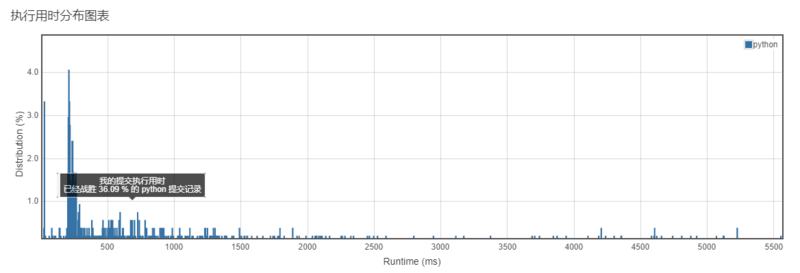 执行用时分布图表
python
4.0
3.0
2.0
1.0
Distribution (%)
我的提交执行用时
已经战胜 36.09 % 的 python 提交记录
500
1000
1500
2000
2500
3000
3500
4000
4500
5000
5500
Runtime (ms)